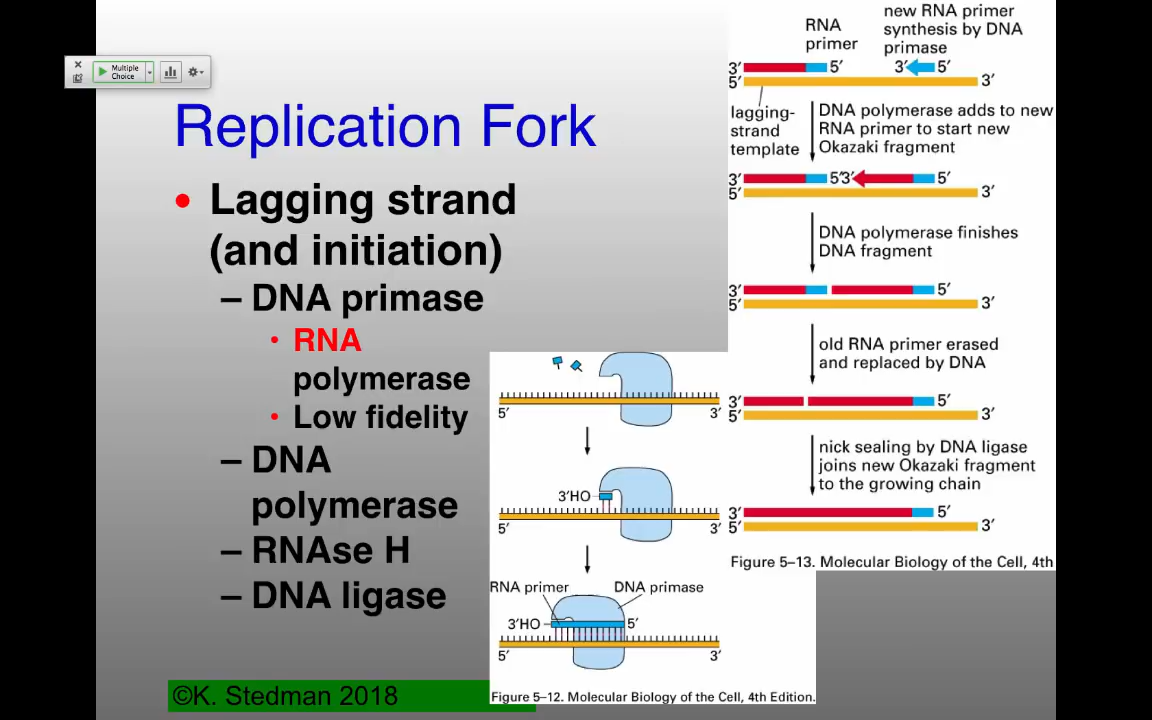 Multiple
Choice
Replication Fork
• Lagging strand
(and initiation)
– DNA primase
• RNA
polymerase
• Low fidelity
– DNA
polymerase
– RNAse H
– DNA ligase
©K. Stedman 2018
5′ 3′
3′HO
5′ 3′
RNA primer DNA primase
3′HO 5′
5′ 3′
Figure 5–12. Molecular Biology of the Cell, 4th Edition.
RNA
primer
new RNA primer
synthesis by DNA
primase
3′ 5′ 3′ 5′
5′ 3′
lagging-
strand
template
DNA polymerase adds to new
RNA primer to start new
Okazaki fragment
3′ 5′3′ 5′
5′ 3′
DNA polymerase finishes
DNA fragment
3′ 5′
5′ 3′
old RNA primer erased
and replaced by DNA
3′ 5′
5′ 3′
nick sealing by DNA ligase
joins new Okazaki fragment
to the growing chain
3′ 5′
5′ 3′
Figure 5–13. Molecular Biology of the Cell, 4th